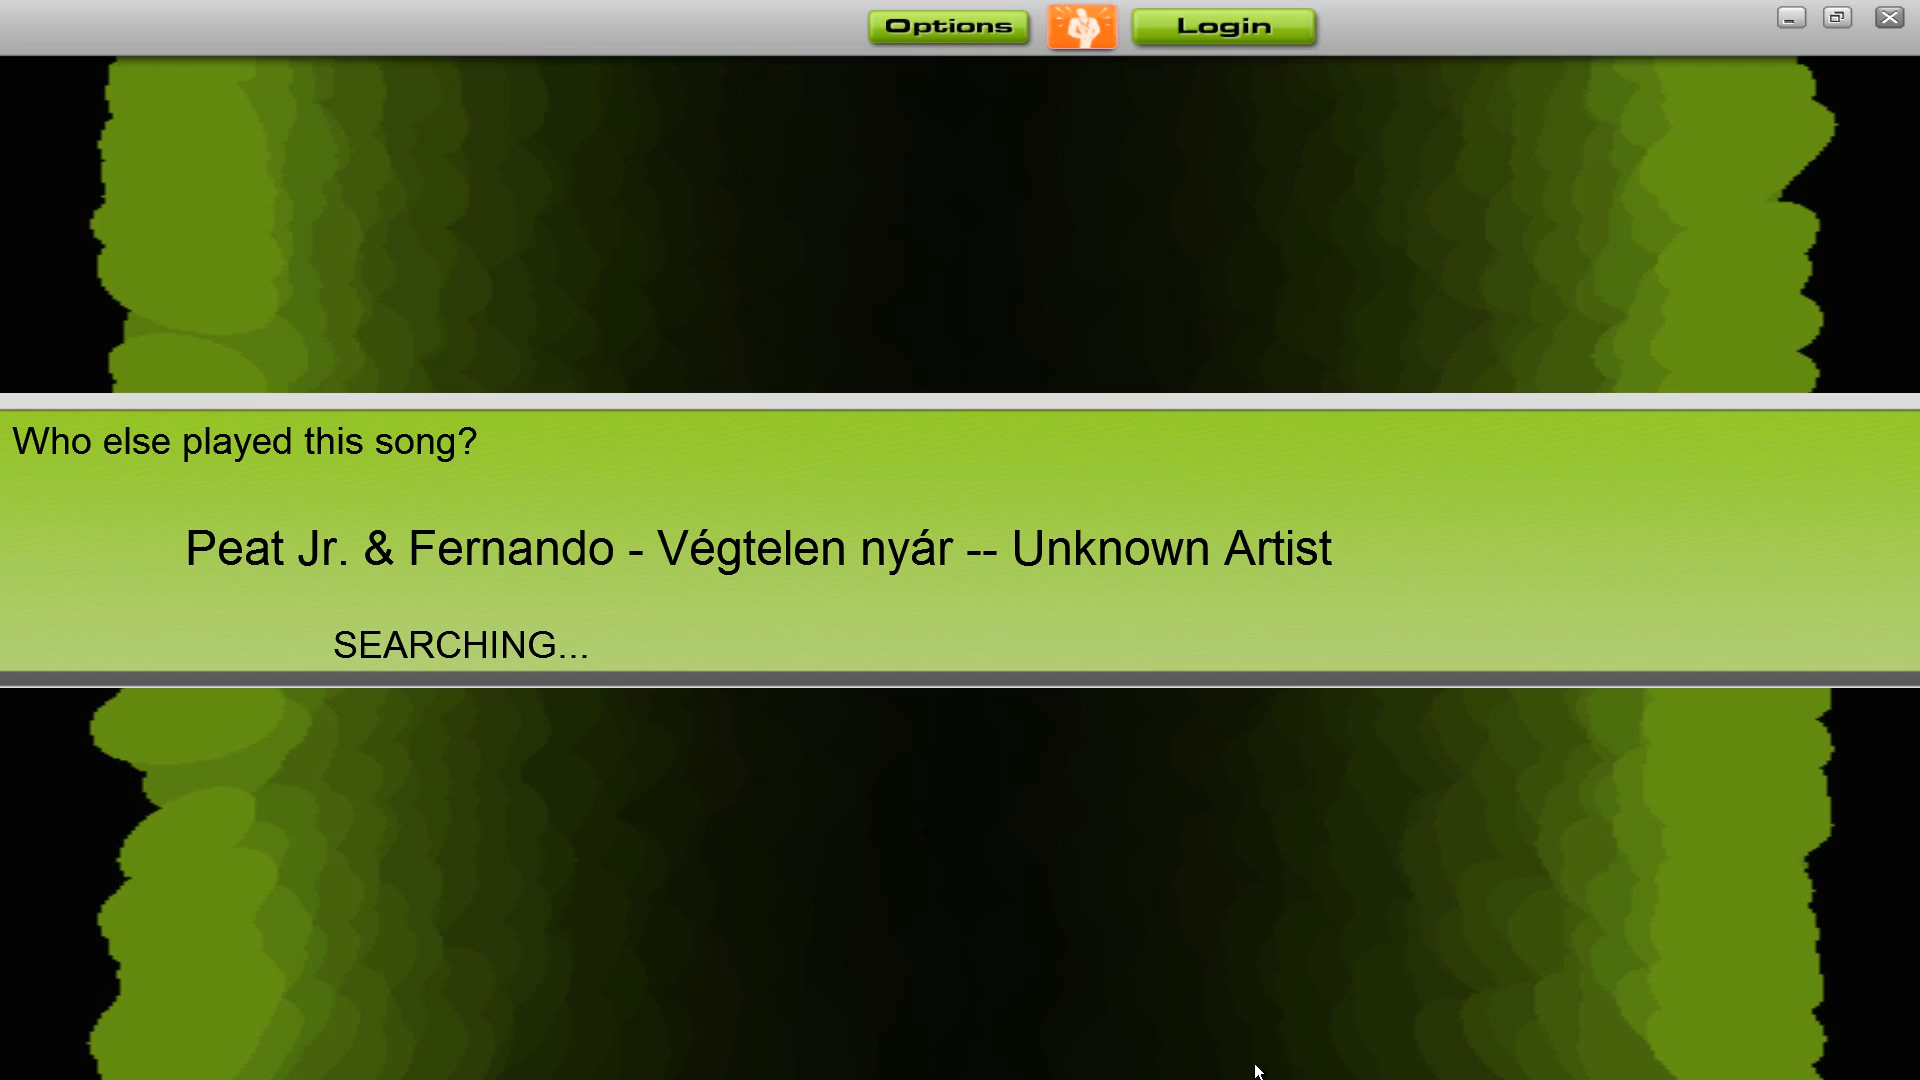 Options
Login
Who else played this song?
Peat Jr. & Fernando - Végtelen nyár -- Unknown Artist
SEARCHING...